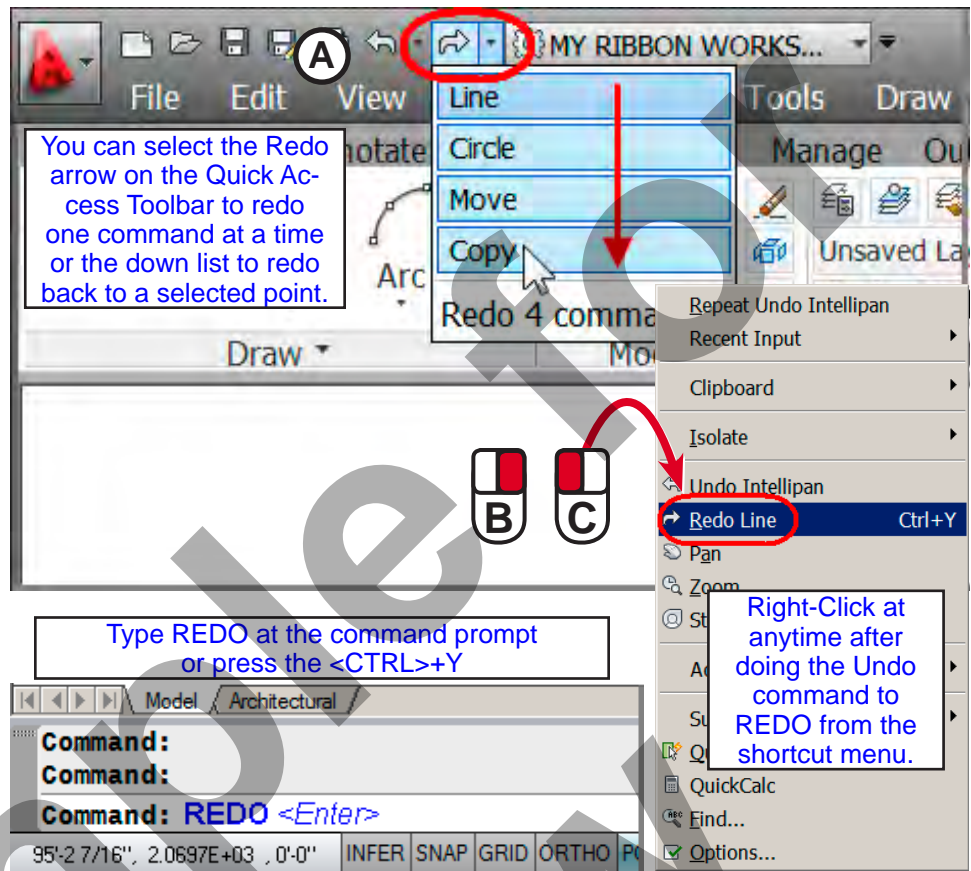 A
MY RIBBON WORKS...
File Edit View Tools Draw
Line
Circle
Move
Copy
Redo 4
You can select the Redo
arrow on the Quick Ac-
cess Toolbar to redo
one command at a time
or the down list to redo
back to a selected point.
Manage
Arc
Unsaved
Draw
Repeat Undo Intellipan
Recent Input
Clipboard
Isolate
Undo Intellipan
Redo Line Ctrl+Y
Pan
Zoom
QuickCalc
Find...
Options...
B C
Right-Click at
anytime after
doing the Undo
command to
REDO from the
shortcut menu.
Type REDO at the command prompt
or press the <CTRL>+Y
Model Architectural
Command:
Command:
Command: REDO <Enter>
95'-2 7/16", 2.0697E+03 , 0'-0" INFER SNAP GRID ORTHO